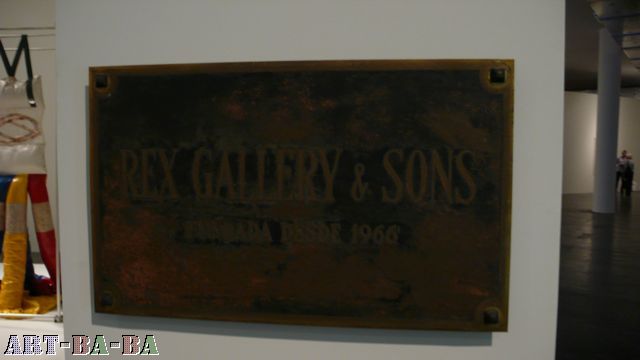 REX GALLERY & SONS
FUNDADA DESDE 1966
ART-BA-BA